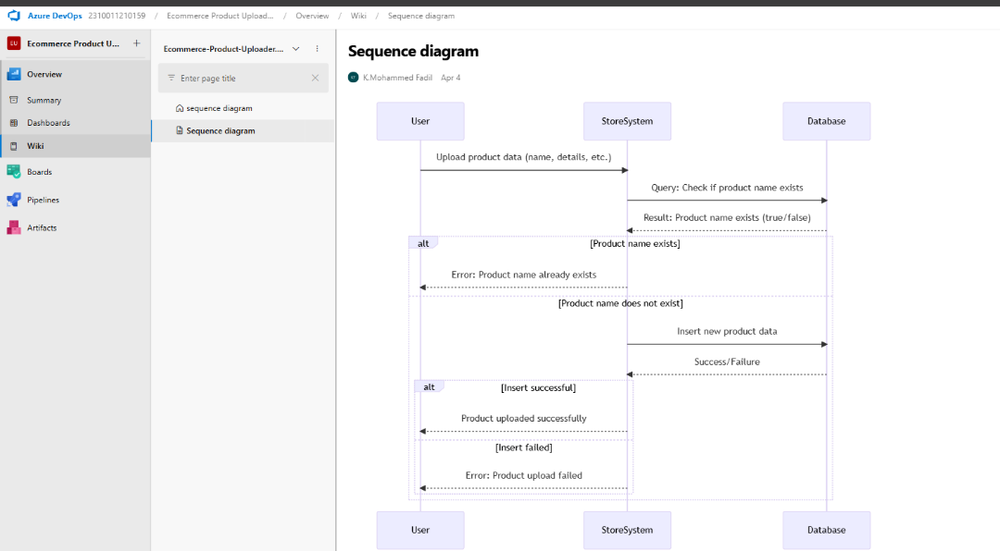 Azure DevOps 2310011210159 / Ecommerce Product Upload... / Overview / Wiki / Sequence diagram
EU Ecommerce Product U... +
Overview
Summary
Dashboards
Wiki
Boards
Pipelines
Artifacts
Ecommerce-Product-Uploader....
Enter page title
sequence diagram
Sequence diagram
Sequence diagram
K.Mohammed Fadil Apr 4
User StoreSystem Database
Upload product data (name, details, etc.)
Query: Check if product name exists
Result: Product name exists (true/false)
alt [Product name exists]
Error: Product name already exists
[Product name does not exist]
Insert new product data
Success/Failure
alt [Insert successful]
Product uploaded successfully
[Insert failed]
Error: Product upload failed
User StoreSystem Database